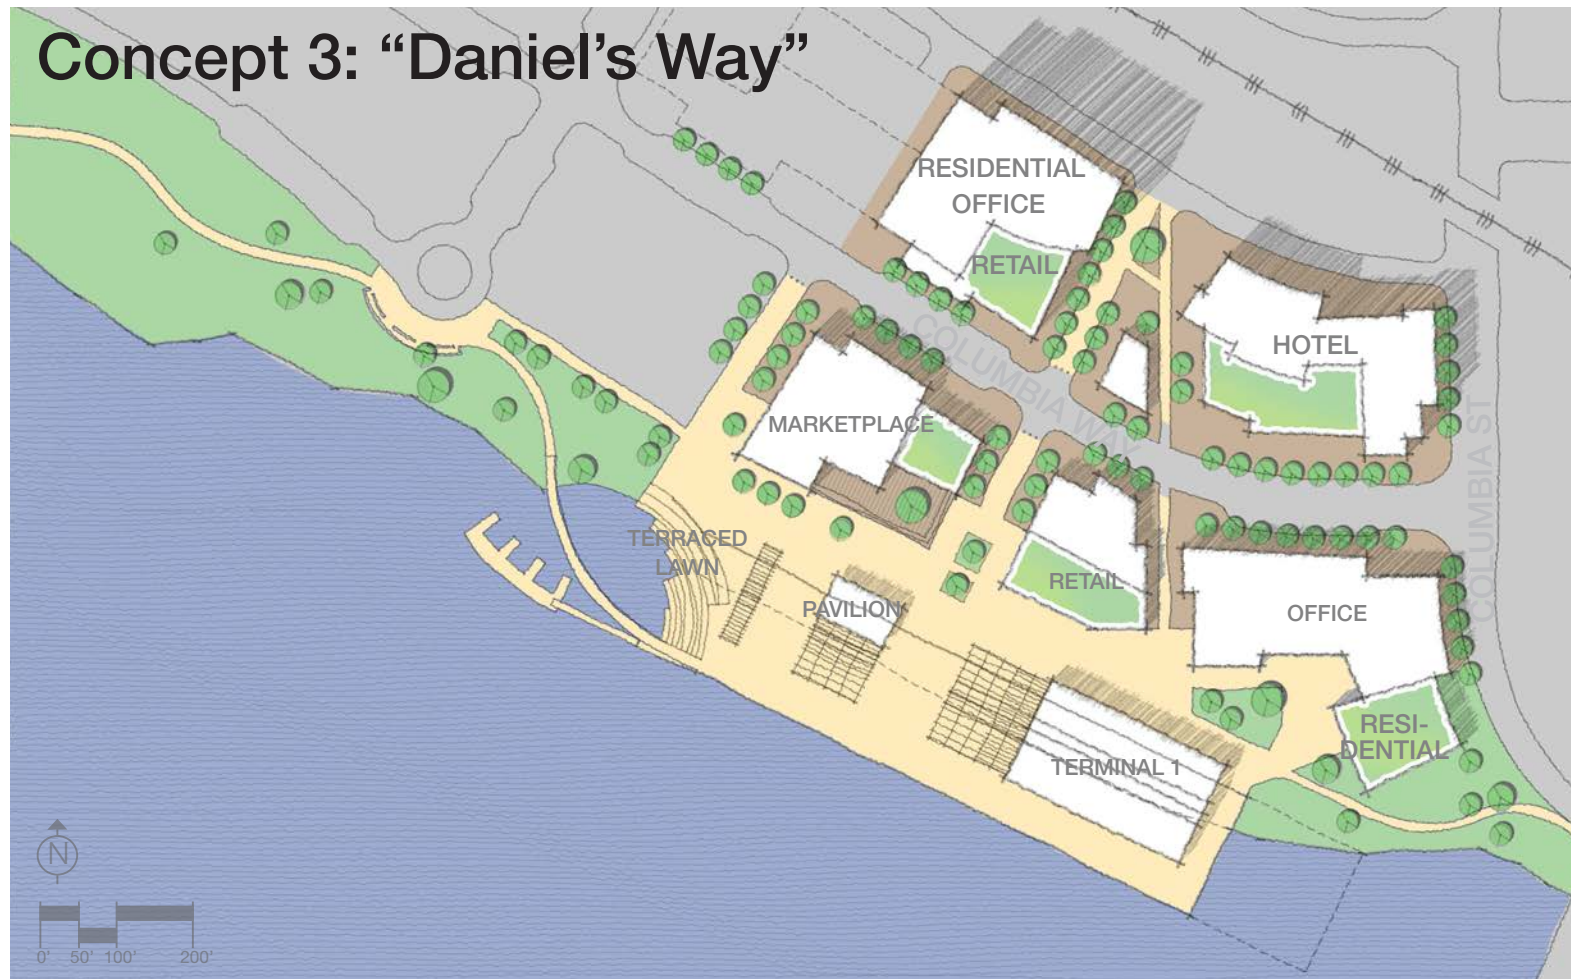 Concept 3: “Daniel’s Way”
RESIDENTIAL
OFFICE
RETAIL
COLUMBIA WAY
HOTEL
COLUMBIA ST
MARKETPLACE
TERRACED
LAWN
RETAIL
PAVILION
OFFICE
RESI-
DENTIAL
TERMINAL 1
N
0' 50' 100' 200'